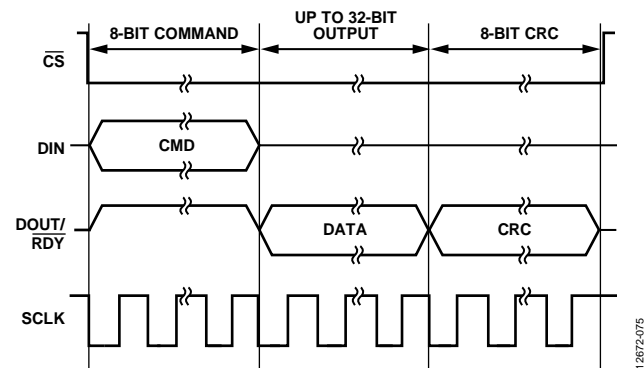 8-BIT COMMAND
UP TO 32-BIT
OUTPUT
8-BIT CRC
CS
DIN
CMD
DOUT/
RDY
DATA
CRC
SCLK
12672-075